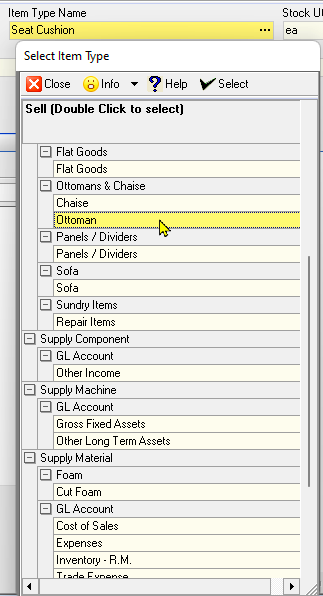 Item Type Name
Stock U
Seat Cushion
...
ea
Select Item Type
Close Info Help Select
Sell (Double Click to select)
Flat Goods
Flat Goods
Ottomans & Chaise
Chaise
Ottoman
Panels / Dividers
Panels / Dividers
Sofa
Sofa
Sundry Items
Repair Items
Supply Component
GL Account
Other Income
Supply Machine
GL Account
Gross Fixed Assets
Other Long Term Assets
Supply Material
Foam
Cut Foam
GL Account
Cost of Sales
Expenses
Inventory - R.M.
Trade Expense